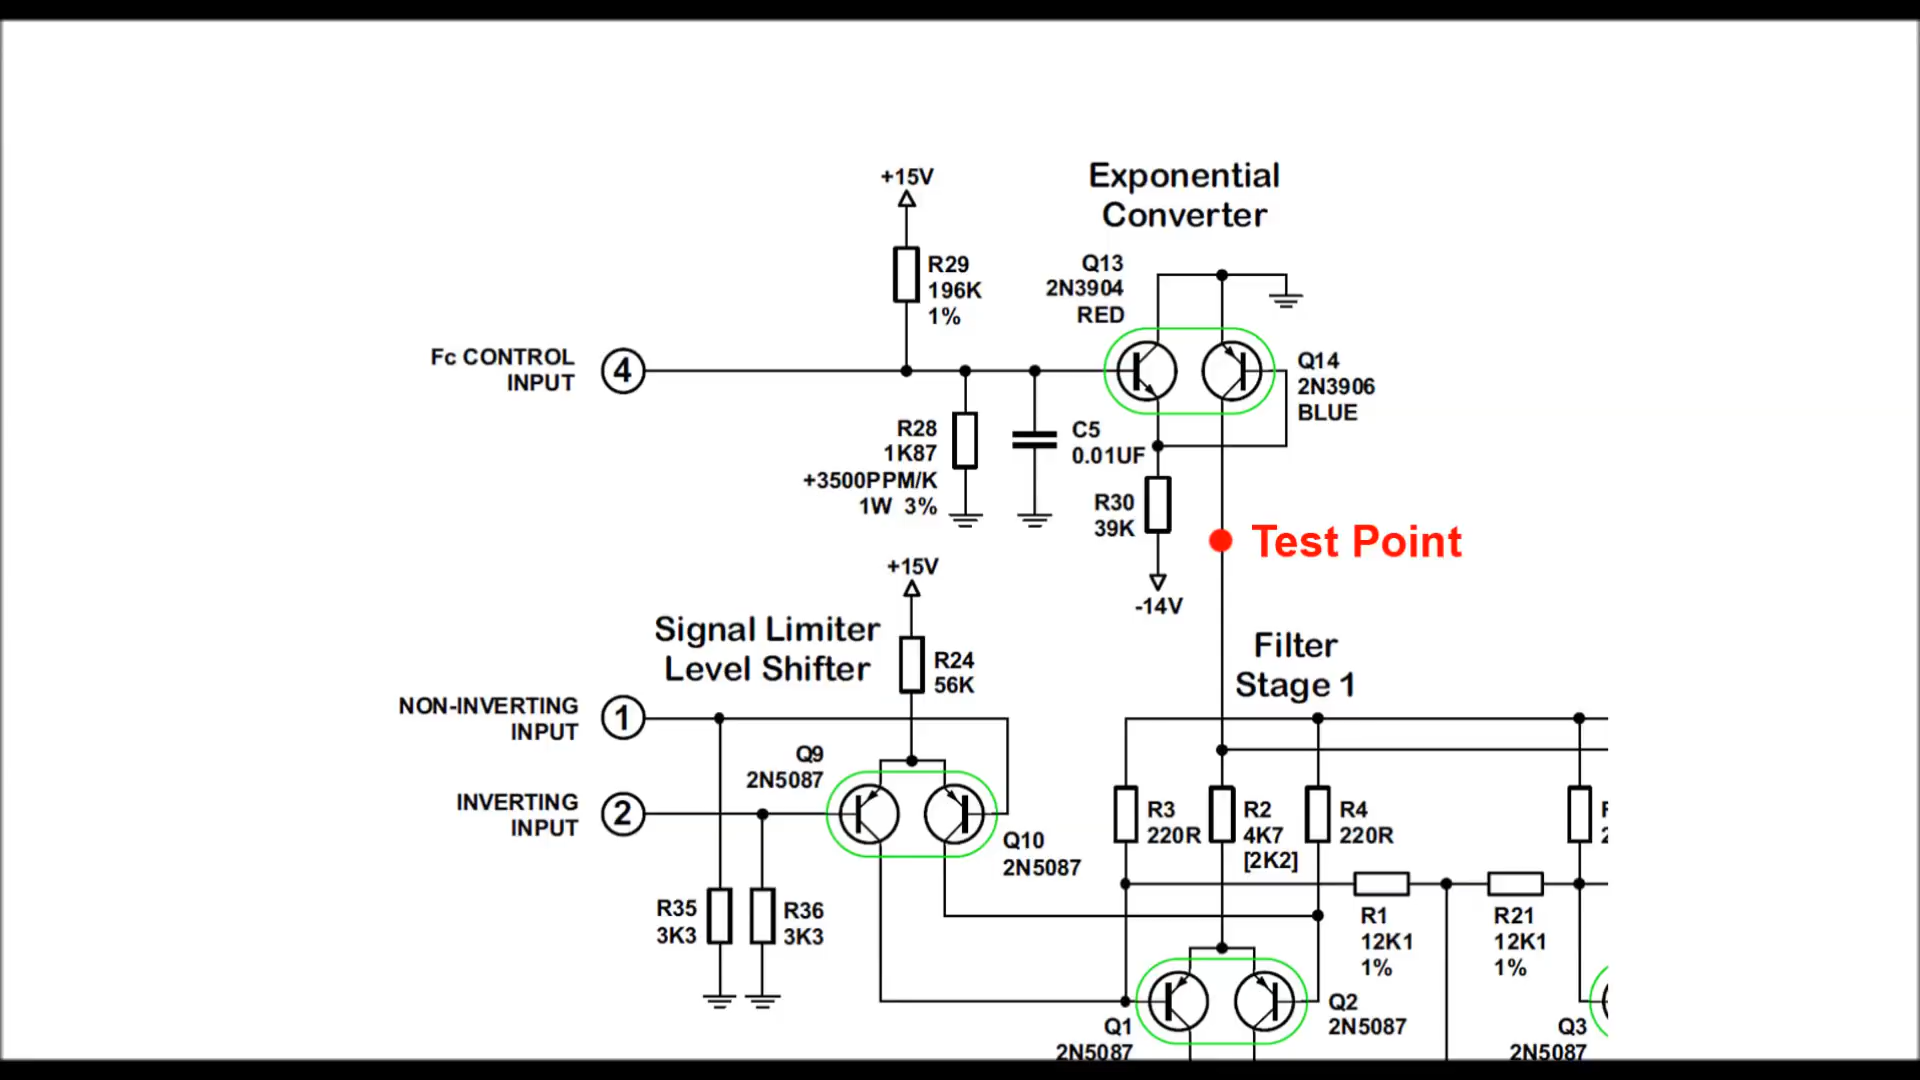 Exponential
Converter
+15V
R29
196K
1%
Q13
2N3904
RED
Fc CONTROL
INPUT
4
Q14
2N3906
BLUE
R28
1K87
+3500PPM/K
1W 3%
C5
0.01UF
R30
39K
-14V
Test Point
+15V
Signal Limiter
Level Shifter
R24
56K
Filter
Stage 1
NON-INVERTING
INPUT
1
Q9
2N5087
INVERTING
INPUT
2
Q10
2N5087
R3
220R
R2
4K7
[2K2]
R4
220R
R35
3K3
R36
3K3
R1
12K1
1%
R21
12K1
1%
Q1
2N5087
Q2
2N5087
Q3
2N5087